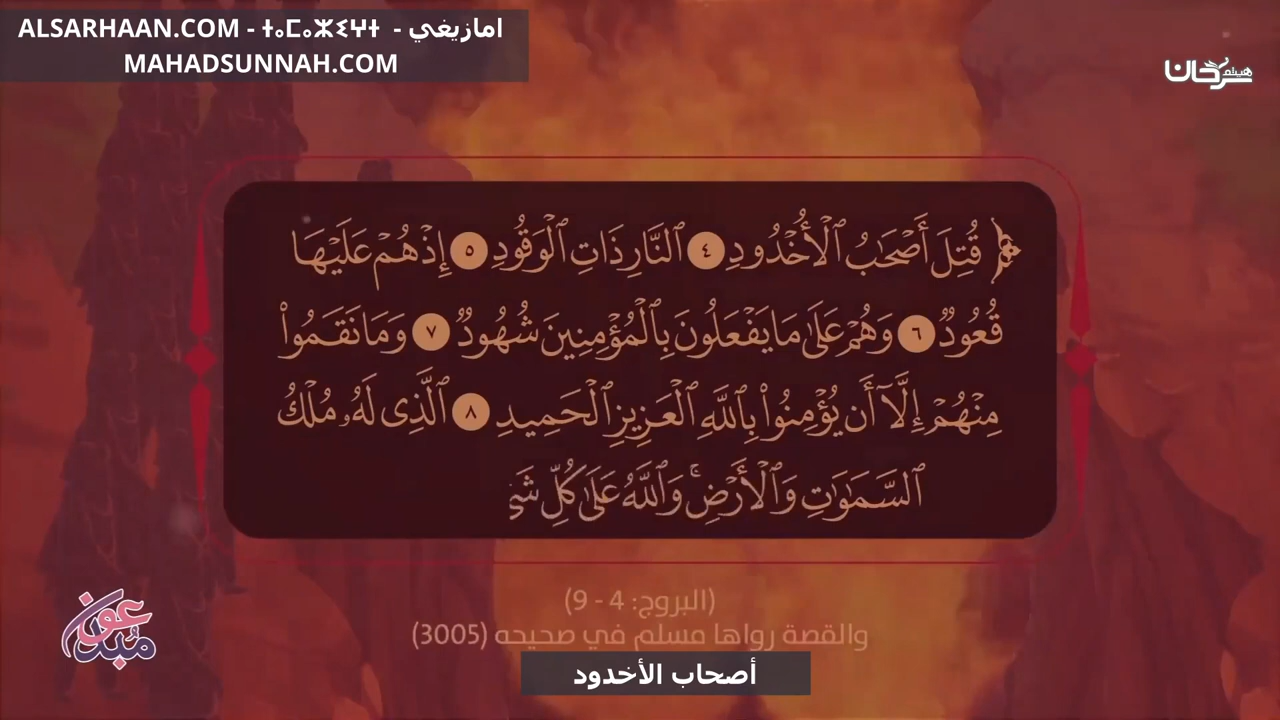 ALSARHAAN.COM - ⵜⴰⵎⴰⵣⵉⵖⵜ - امازيغي
MAHADSUNNAH.COM
هيثم سرحان
﴿ قُتِلَ أَصْحَٰبُ ٱلْأُخْدُودِ ٤ ٱلنَّارِ ذَاتِ ٱلْوَقُودِ ٥ إِذْ هُمْ عَلَيْهَا
قُعُودٌ ٦ وَهُمْ عَلَىٰ مَا يَفْعَلُونَ بِٱلْمُؤْمِنِينَ شُهُودٌ ٧ وَمَا نَقَمُوا۟
مِنْهُمْ إِلَّآ أَن يُؤْمِنُوا۟ بِٱللَّهِ ٱلْعَزِيزِ ٱلْحَمِيدِ ٨ ٱلَّذِى لَهُۥ مُلْكُ
ٱلسَّمَٰوَٰتِ وَٱلْأَرْضِ ۚ وَٱللَّهُ عَلَىٰ كُلِّ شَىْ
(البروج: 4 - 9)
والقصة رواها مسلم في صحيحه (3005)
أصحاب الأخدود